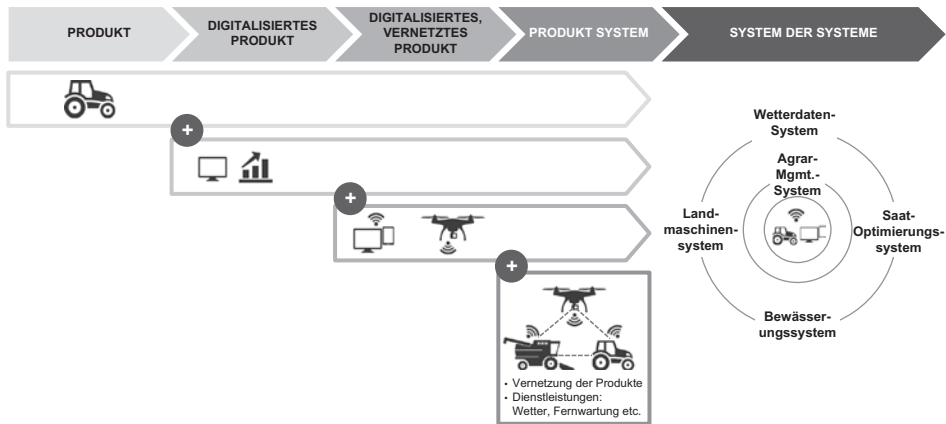 PRODUKT
DIGITALISIERTES
PRODUKT
DIGITALISIERTES,
VERNETZTES
PRODUKT
PRODUKT SYSTEM
SYSTEM DER SYSTEME
+
+
+
• Vernetzung der Produkte
• Dienstleistungen:
Wetter, Fernwartung etc.
Wetterdaten-
System
Agrar-
Mgmt.-
System
Land-
maschinen-
system
Saat-
Optimierungs-
system
Bewässer-
ungssystem